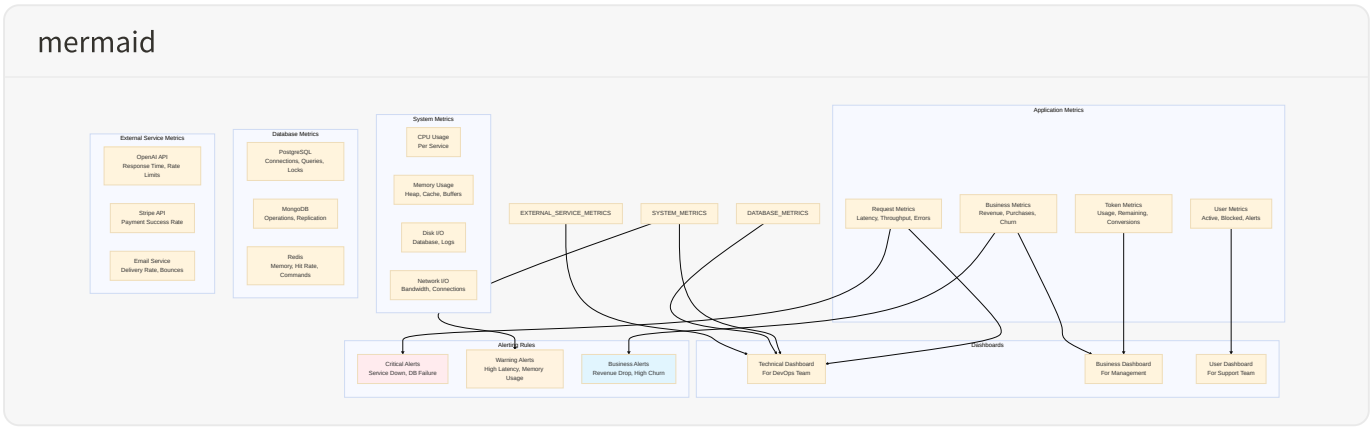 mermaid
External Service Metrics
OpenAI API
Response Time, Rate
Limits
Stripe API
Payment Success Rate
Email Service
Delivery Rate, Bounces
Database Metrics
PostgreSQL
Connections, Queries,
Locks
MongoDB
Operations, Replication
Redis
Memory, Hit Rate,
Commands
System Metrics
CPU Usage
Per Service
Memory Usage
Heap, Cache, Buffers
Disk I/O
Database, Logs
Network I/O
Bandwidth, Connections
EXTERNAL_SERVICE_METRICS
SYSTEM_METRICS
DATABASE_METRICS
Application Metrics
Request Metrics
Latency, Throughput, Errors
Business Metrics
Revenue, Purchases,
Churn
Token Metrics
Usage, Remaining,
Conversions
User Metrics
Active, Blocked, Alerts
Alerting Rules
Critical Alerts
Service Down, DB Failure
Warning Alerts
High Latency, Memory
Usage
Business Alerts
Revenue Drop, High Churn
Dashboards
Technical Dashboard
For DevOps Team
Business Dashboard
For Management
User Dashboard
For Support Team